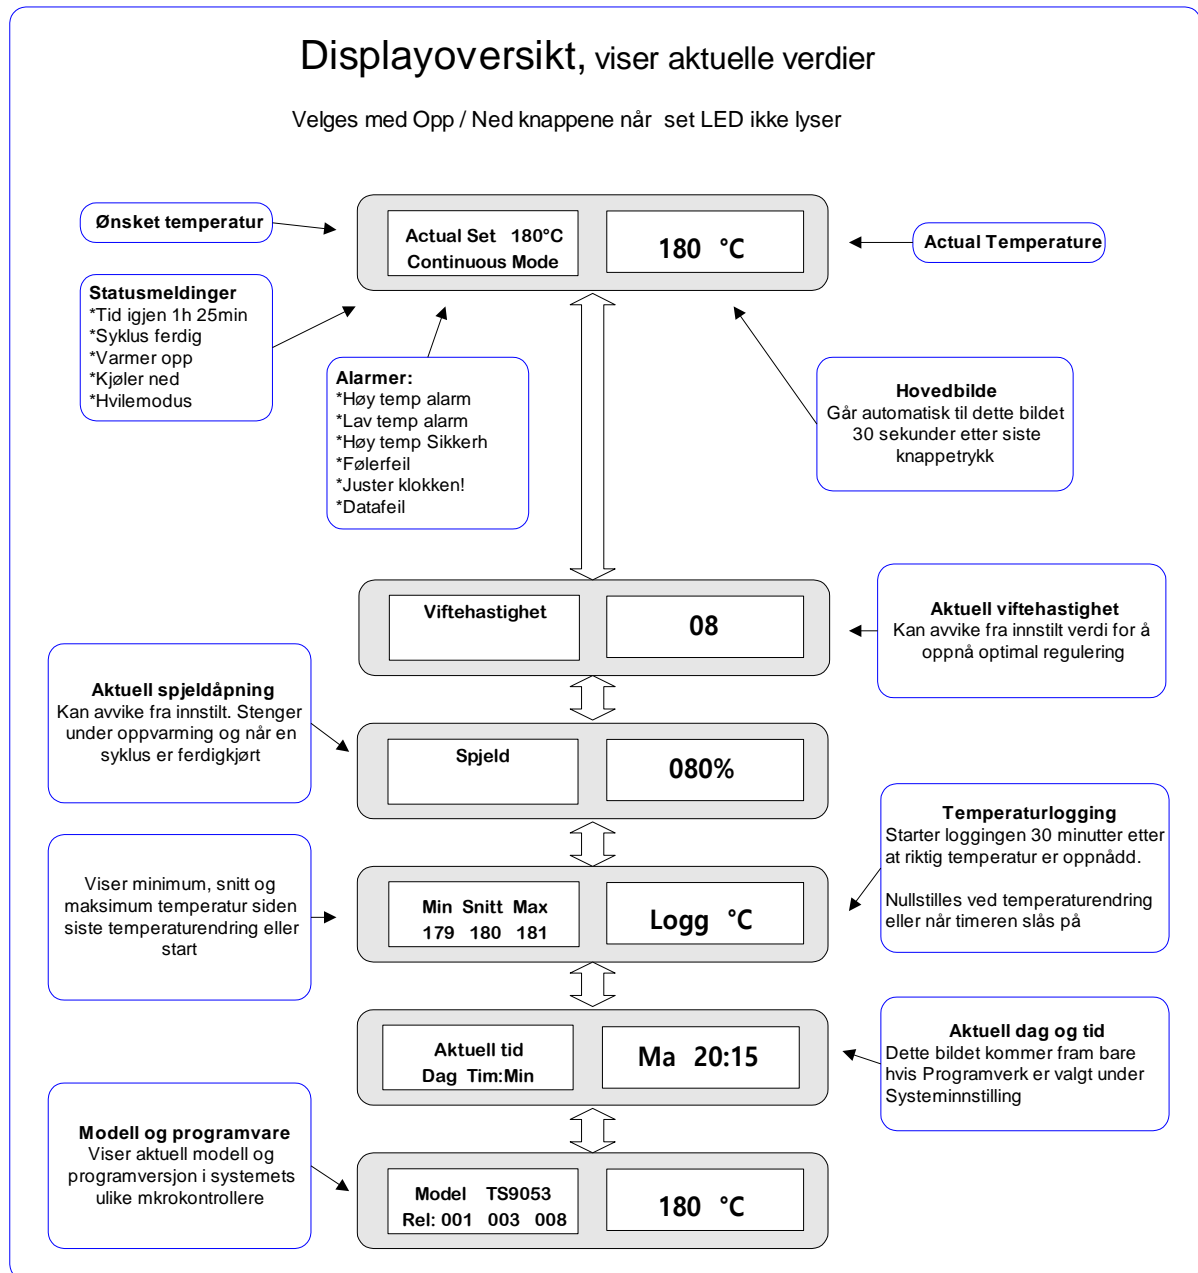 Displayoversikt, viser aktuelle verdier
Velges med Opp / Ned knappene når set LED ikke lyser
Ønsket temperatur
Actual Set 180°C
Continuous Mode
180 °C
Actual Temperature
Statusmeldinger
*Tid igjen 1h 25min
*Syklus ferdig
*Varmer opp
*Kjøler ned
*Hvilemodus
Alarmer:
*Høy temp alarm
*Lav temp alarm
*Høy temp Sikkerh
*Følerfeil
*Juster klokken!
*Datafeil
Hovedbilde
Går automatisk til dette bildet
30 sekunder etter siste
knappetrykk
Viftehastighet
08
Aktuell viftehastighet
Kan avvike fra innstilt verdi for å
oppnå optimal regulering
Aktuell spjeldåpning
Kan avvike fra innstilt. Stenger
under oppvarming og når en
syklus er ferdigkjørt
Spjeld
080%
Temperaturlogging
Starter loggingen 30 minutter etter
at riktig temperatur er oppnådd.
Nullstilles ved temperaturendring
eller når timeren slås på
Viser minimum, snitt og
maksimum temperatur siden
siste temperaturendring eller
start
Min Snitt Max
179 180 181
Logg °C
Aktuell tid
Dag Tim:Min
Ma 20:15
Aktuell dag og tid
Dette bildet kommer fram bare
hvis Programverk er valgt under
Systeminnstilling
Modell og programvare
Viser aktuell modell og
programversjon i systemets
ulike mkrokontrollere
Model TS9053
Rel: 001 003 008
180 °C